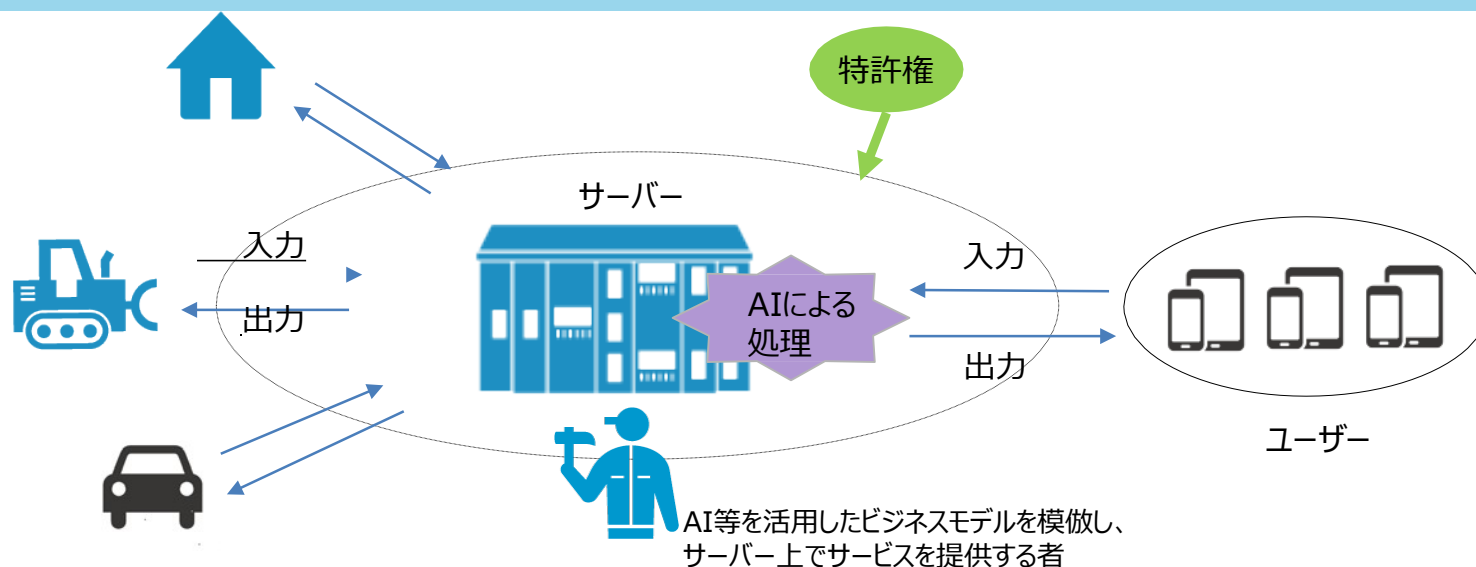 特許権
サーバー
入力
出力
AIによる
処理
入力
出力
ユーザー
AI等を活用したビジネスモデルを模倣し、
サーバー上でサービスを提供する者